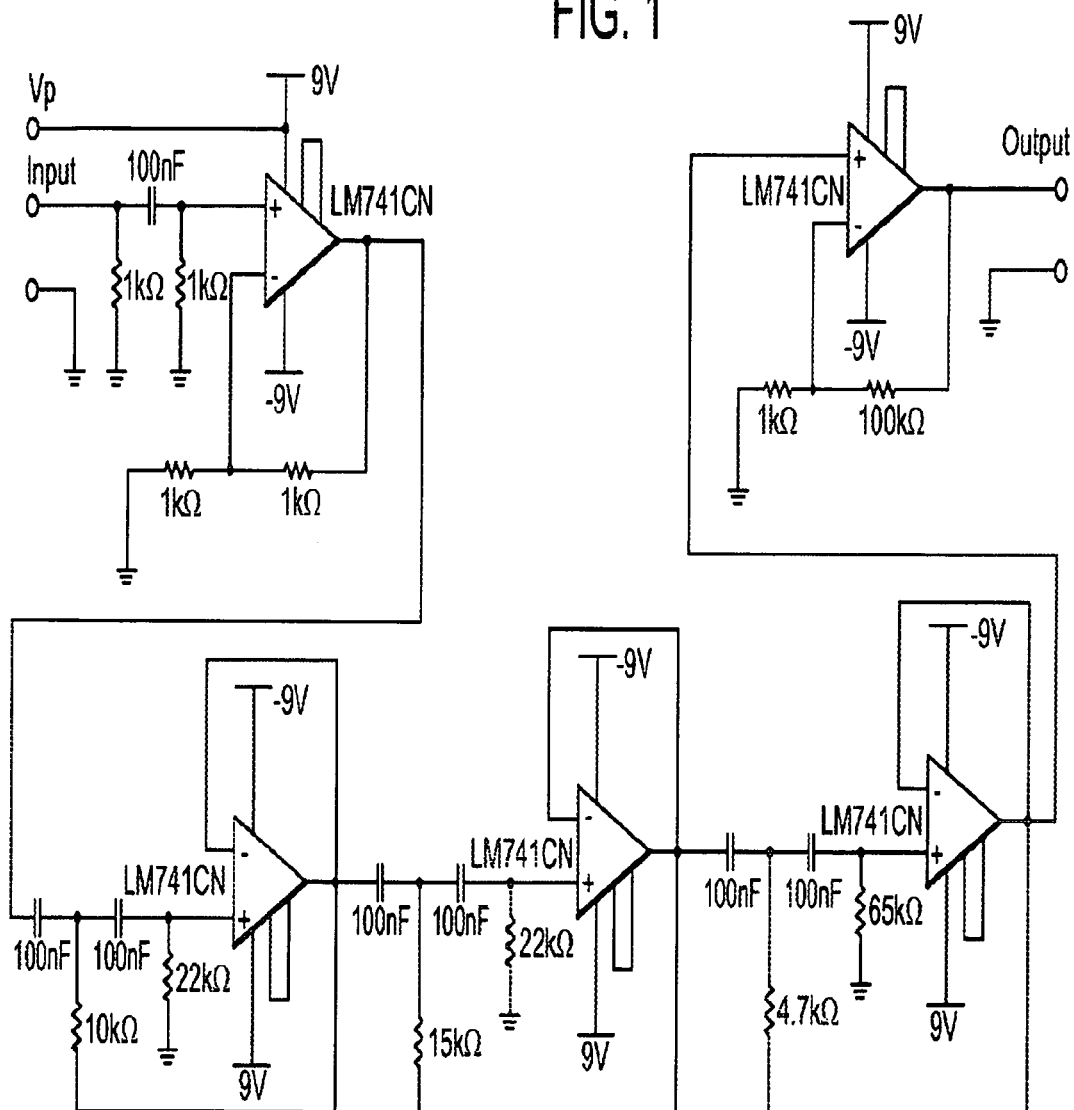 FIG. 1
9V
Vp
Input
100nF
LM741CN
+
-
1kΩ
1kΩ
-9V
1kΩ
1kΩ
9V
Output
LM741CN
+
-
-9V
1kΩ
100kΩ
-9V
-
LM741CN
+
100nF
100nF
22kΩ
10kΩ
9V
-9V
-
LM741CN
+
100nF
100nF
22kΩ
15kΩ
9V
-9V
-
LM741CN
+
100nF
100nF
65kΩ
4.7kΩ
9V